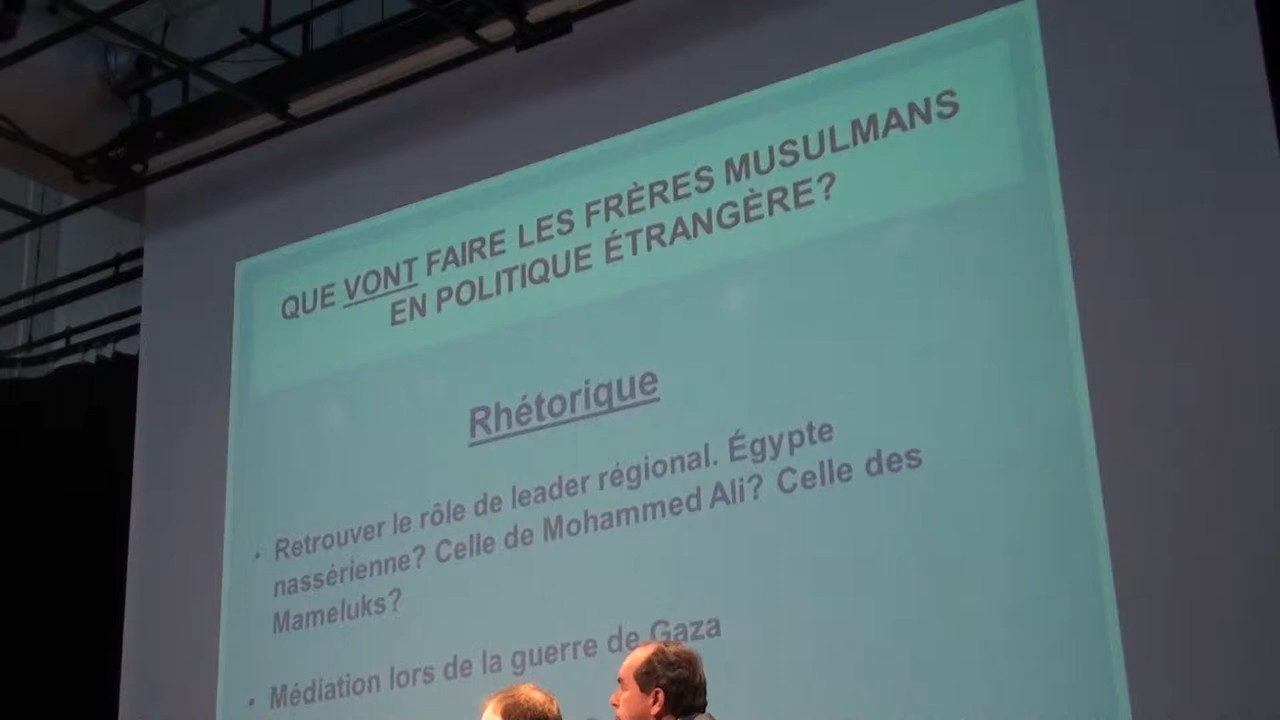 QUE VONT FAIRE LES FRÈRES MUSULMANS
EN POLITIQUE ÉTRANGÈRE?
Rhétorique
• Retrouver le rôle de leader régional. Égypte
nassérienne? Celle de Mohammed Ali? Celle des
Mameluks?
• Médiation lors de la guerre de Gaza